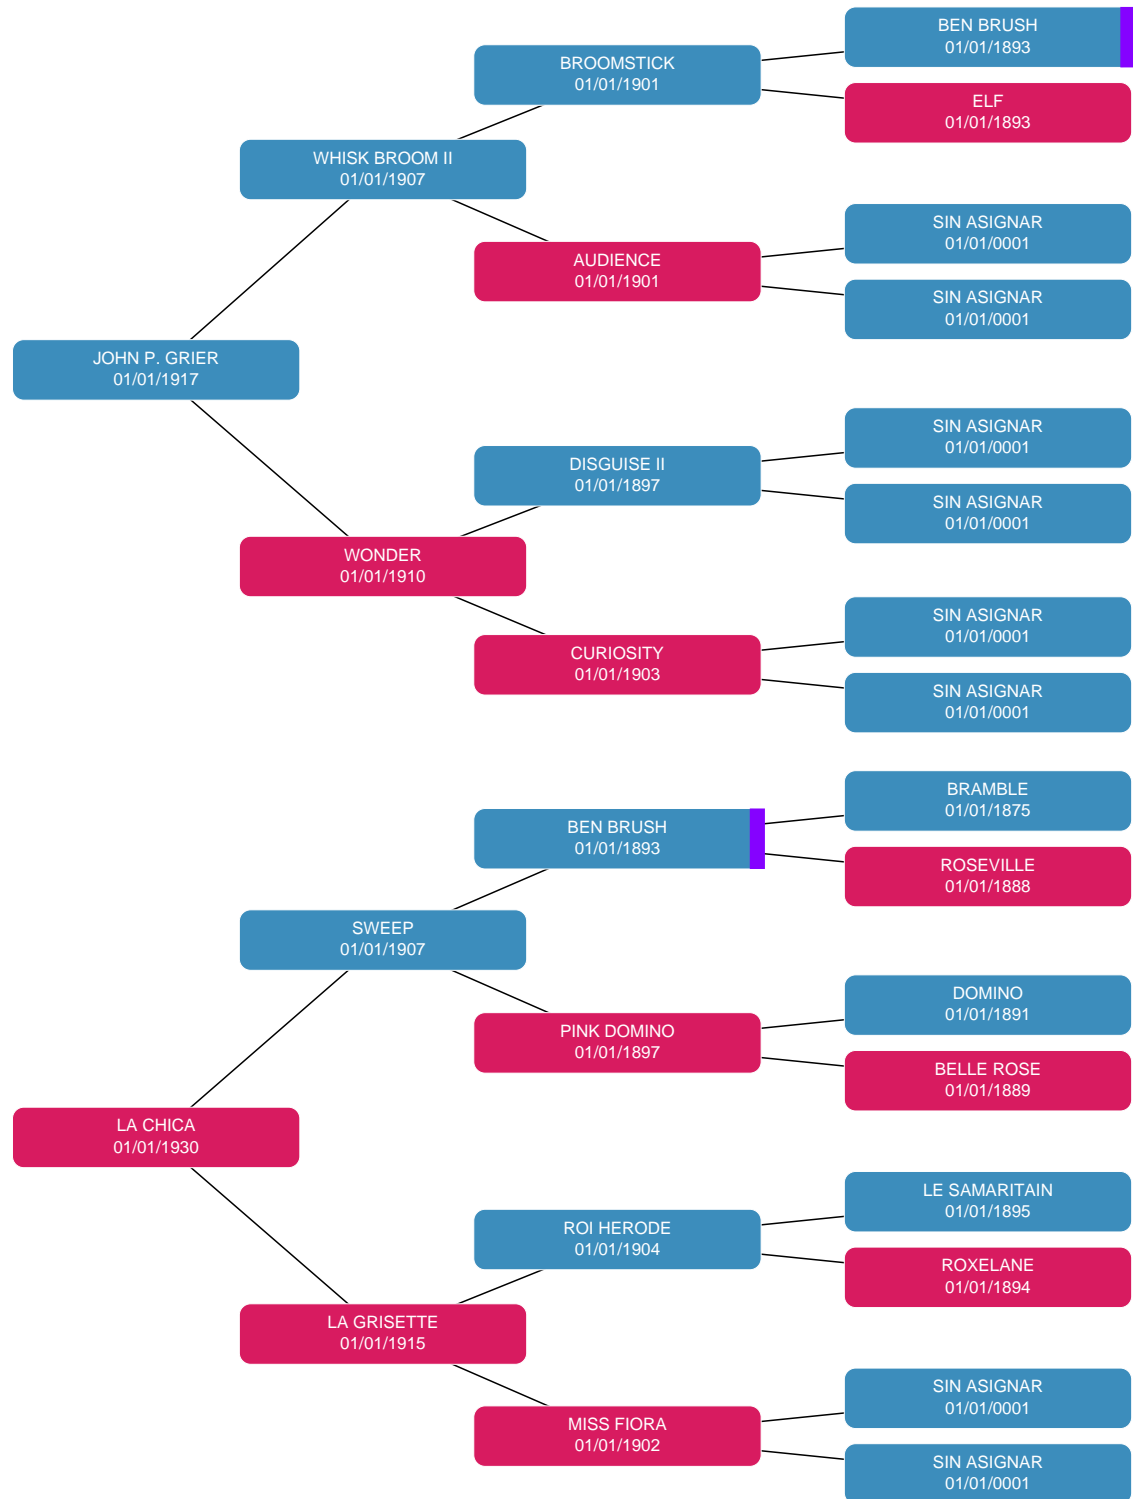 BEN BRUSH
01/01/1893
BROOMSTICK
01/01/1901
ELF
01/01/1893
WHISK BROOM II
01/01/1907
SIN ASIGNAR
01/01/0001
AUDIENCE
01/01/1901
SIN ASIGNAR
01/01/0001
JOHN P. GRIER
01/01/1917
SIN ASIGNAR
01/01/0001
DISGUISE II
01/01/1897
SIN ASIGNAR
01/01/0001
WONDER
01/01/1910
SIN ASIGNAR
01/01/0001
CURIOSITY
01/01/1903
SIN ASIGNAR
01/01/0001
BRAMBLE
01/01/1875
BEN BRUSH
01/01/1893
ROSEVILLE
01/01/1888
SWEEP
01/01/1907
DOMINO
01/01/1891
PINK DOMINO
01/01/1897
BELLE ROSE
01/01/1889
LA CHICA
01/01/1930
LE SAMARITAIN
01/01/1895
ROI HERODE
01/01/1904
ROXELANE
01/01/1894
LA GRISETTE
01/01/1915
SIN ASIGNAR
01/01/0001
MISS FIORA
01/01/1902
SIN ASIGNAR
01/01/0001